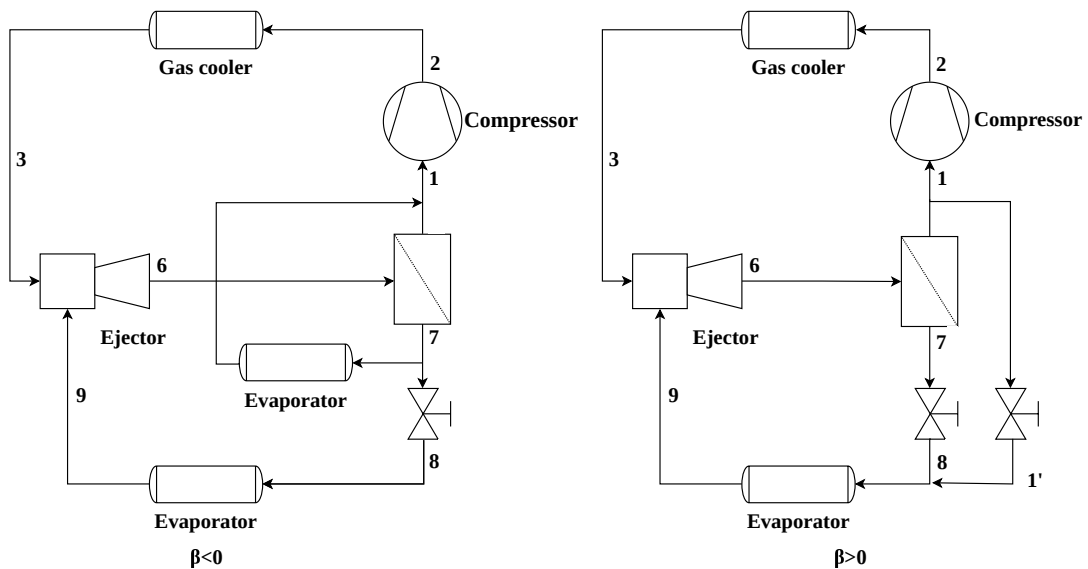 Gas cooler
2
Compressor
3
1
6
Ejector
7
Evaporator
9
8
Evaporator
β<0
Gas cooler
2
Compressor
3
1
6
Ejector
7
9
8
1'
Evaporator
β>0